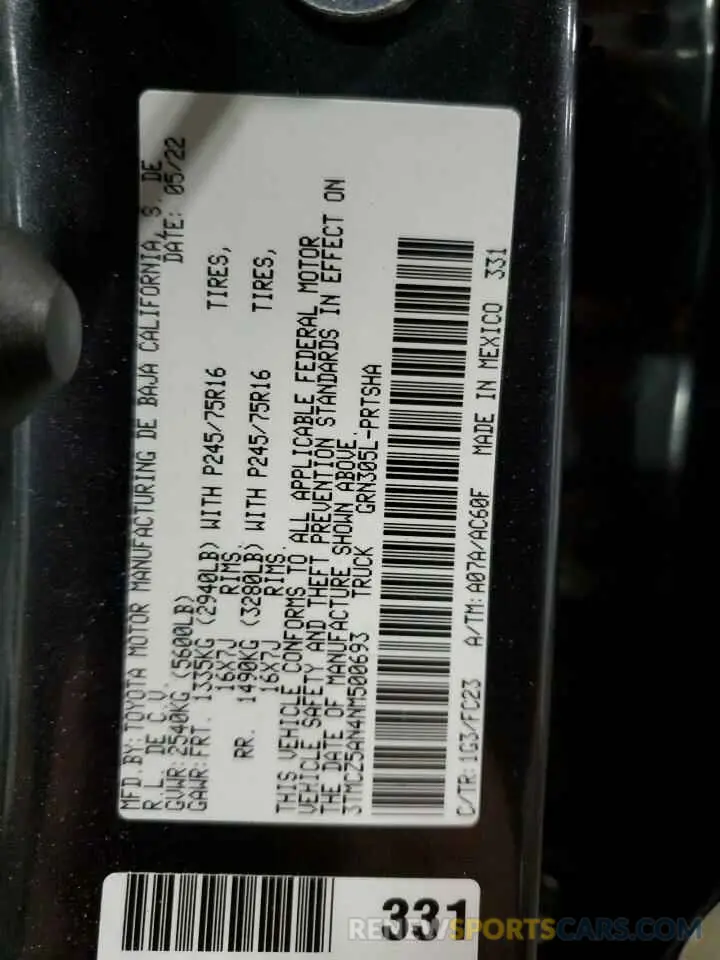 MFD.BY:TOYOTA MOTOR MANUFACTURING DE BAJA CALIFORNIA, S. DE
R.L. DE C.V. DATE: 05/22
GVWR:2540KG (5600LB)
GAWR:FRT. 1335KG (2940LB) WITH P245/75R16 TIRES,
16X7J RIMS.
RR. 1490KG (3280LB) WITH P245/75R16 TIRES,
16X7J RIMS.
THIS VEHICLE CONFORMS TO ALL APPLICABLE FEDERAL MOTOR
VEHICLE SAFETY AND THEFT PREVENTION STANDARDS IN EFFECT ON
THE DATE OF MANUFACTURE SHOWN ABOVE.
3TMCZ5AN4NM500693 TRUCK GRN305L-PRTSHA
C/TR:1G3/FC23 A/TM:A07A/AC60F MADE IN MEXICO 331
331
RENEWSPORTSCARS.COM